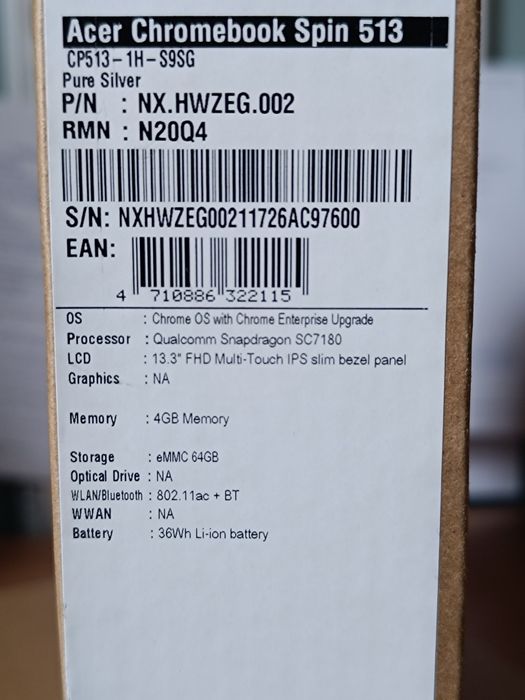 Acer Chromebook Spin 513
CP513-1H-S9SG
Pure Silver
P/N : NX.HWZEG.002
RMN : N20Q4
S/N: NXHWZEG00211726AC97600
EAN:
4 710886 322115
OS : Chrome OS with Chrome Enterprise Upgrade
Processor : Qualcomm Snapdragon SC7180
LCD : 13.3" FHD Multi-Touch IPS slim bezel panel
Graphics : NA
Memory : 4GB Memory
Storage : eMMC 64GB
Optical Drive : NA
WLAN/Bluetooth : 802.11ac + BT
WWAN : NA
Battery : 36Wh Li-ion battery